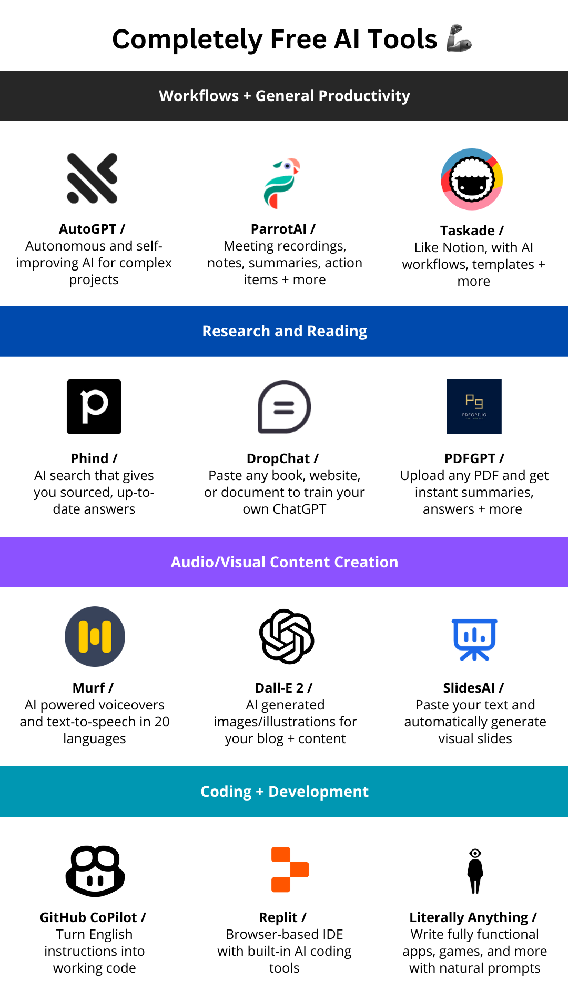 Completely Free AI Tools
Workflows + General Productivity
AutoGPT /
Autonomous and self-
improving AI for complex
projects
ParrotAI /
Meeting recordings,
notes, summaries, action
items + more
Taskade /
Like Notion, with AI
workflows, templates +
more
Research and Reading
Pg
PDFGPT.IO
CHAT WITH PDF
Phind /
AI search that gives
you sourced, up-to-
date answers
DropChat /
Paste any book, website,
or document to train your
own ChatGPT
PDFGPT /
Upload any PDF and get
instant summaries,
answers + more
Audio/Visual Content Creation
Murf /
AI powered voiceovers
and text-to-speech in 20
languages
Dall-E 2 /
AI generated
images/illustrations for
your blog + content
SlidesAI /
Paste your text and
automatically generate
visual slides
Coding + Development
GitHub CoPilot /
Turn English
instructions into
working code
Replit /
Browser-based IDE
with built-in AI coding
tools
Literally Anything /
Write fully functional
apps, games, and more
with natural prompts